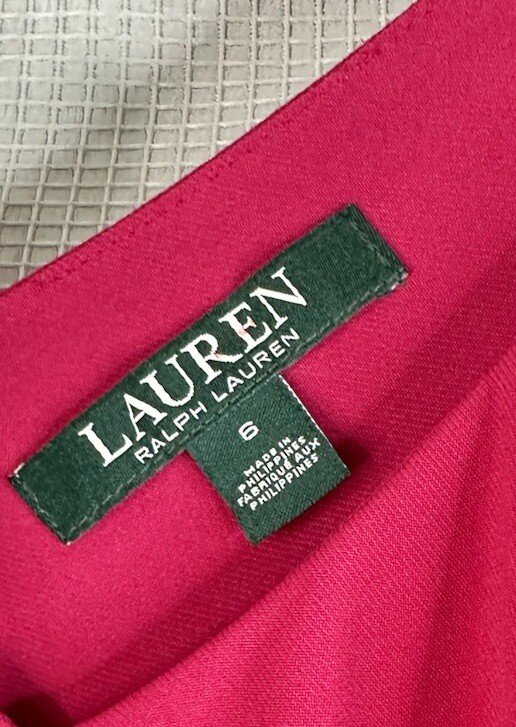 LAUREN
RALPH LAUREN
6
MADE IN
PHILIPPINES
FABRIQUÉ AUX
PHILIPPINES